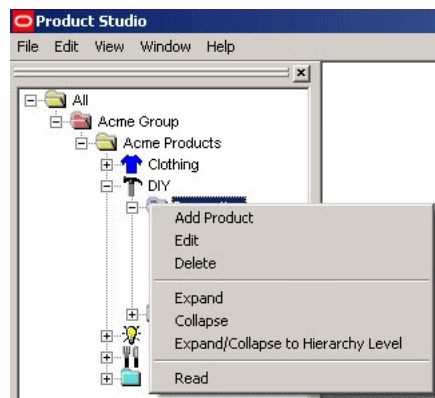 Product Studio
File Edit View Window Help
All
Acme Group
Acme Products
Clothing
DIY
Add Product
Edit
Delete
Expand
Collapse
Expand/Collapse to Hierarchy Level
Read